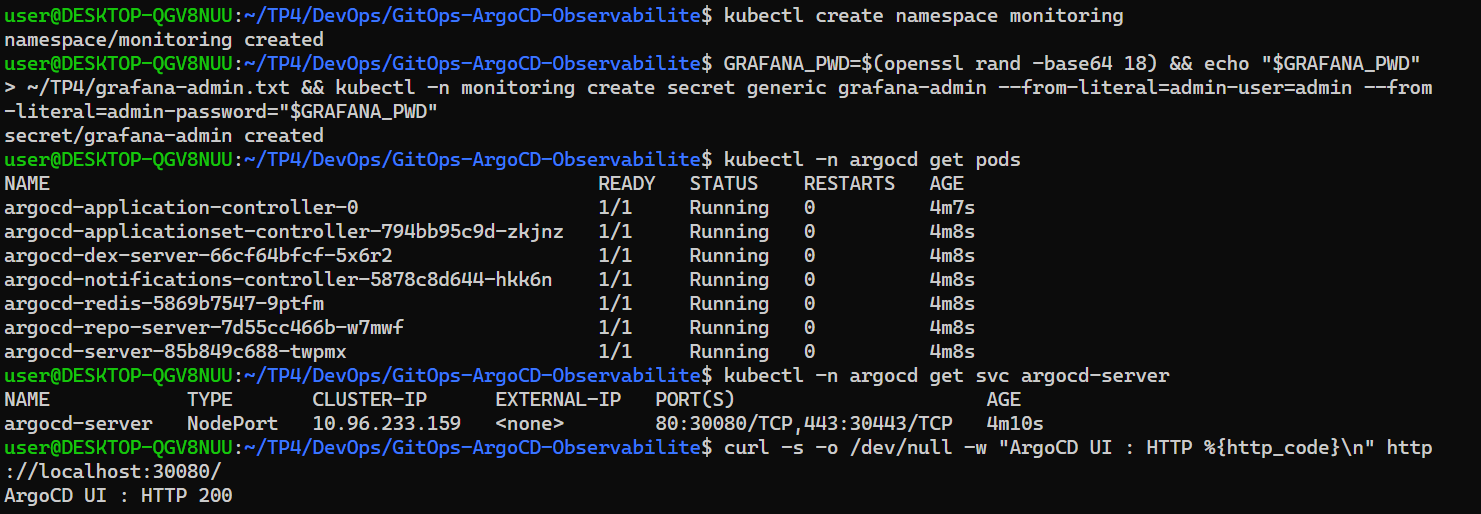 user@DESKTOP-QGV8NUU:~/TP4/DevOps/GitOps-ArgoCD-Observabilite$ kubectl create namespace monitoring
namespace/monitoring created
user@DESKTOP-QGV8NUU:~/TP4/DevOps/GitOps-ArgoCD-Observabilite$ GRAFANA_PWD=$(openssl rand -base64 18) && echo "$GRAFANA_PWD"
> ~/TP4/grafana-admin.txt && kubectl -n monitoring create secret generic grafana-admin --from-literal=admin-user=admin --from
-literal=admin-password="$GRAFANA_PWD"
secret/grafana-admin created
user@DESKTOP-QGV8NUU:~/TP4/DevOps/GitOps-ArgoCD-Observabilite$ kubectl -n argocd get pods
NAME                                                READY   STATUS    RESTARTS   AGE
argocd-application-controller-0                     1/1     Running   0          4m7s
argocd-applicationset-controller-794bb95c9d-zkjnz   1/1     Running   0          4m8s
argocd-dex-server-66cf64bfcf-5x6r2                  1/1     Running   0          4m8s
argocd-notifications-controller-5878c8d644-hkk6n    1/1     Running   0          4m8s
argocd-redis-5869b7547-9ptfm                        1/1     Running   0          4m8s
argocd-repo-server-7d55cc466b-w7mwf                 1/1     Running   0          4m8s
argocd-server-85b849c688-twpmx                      1/1     Running   0          4m8s
user@DESKTOP-QGV8NUU:~/TP4/DevOps/GitOps-ArgoCD-Observabilite$ kubectl -n argocd get svc argocd-server
NAME            TYPE       CLUSTER-IP      EXTERNAL-IP   PORT(S)                      AGE
argocd-server   NodePort   10.96.233.159   <none>        80:30080/TCP,443:30443/TCP   4m10s
user@DESKTOP-QGV8NUU:~/TP4/DevOps/GitOps-ArgoCD-Observabilite$ curl -s -o /dev/null -w "ArgoCD UI : HTTP %{http_code}\n" http
://localhost:30080/
ArgoCD UI : HTTP 200